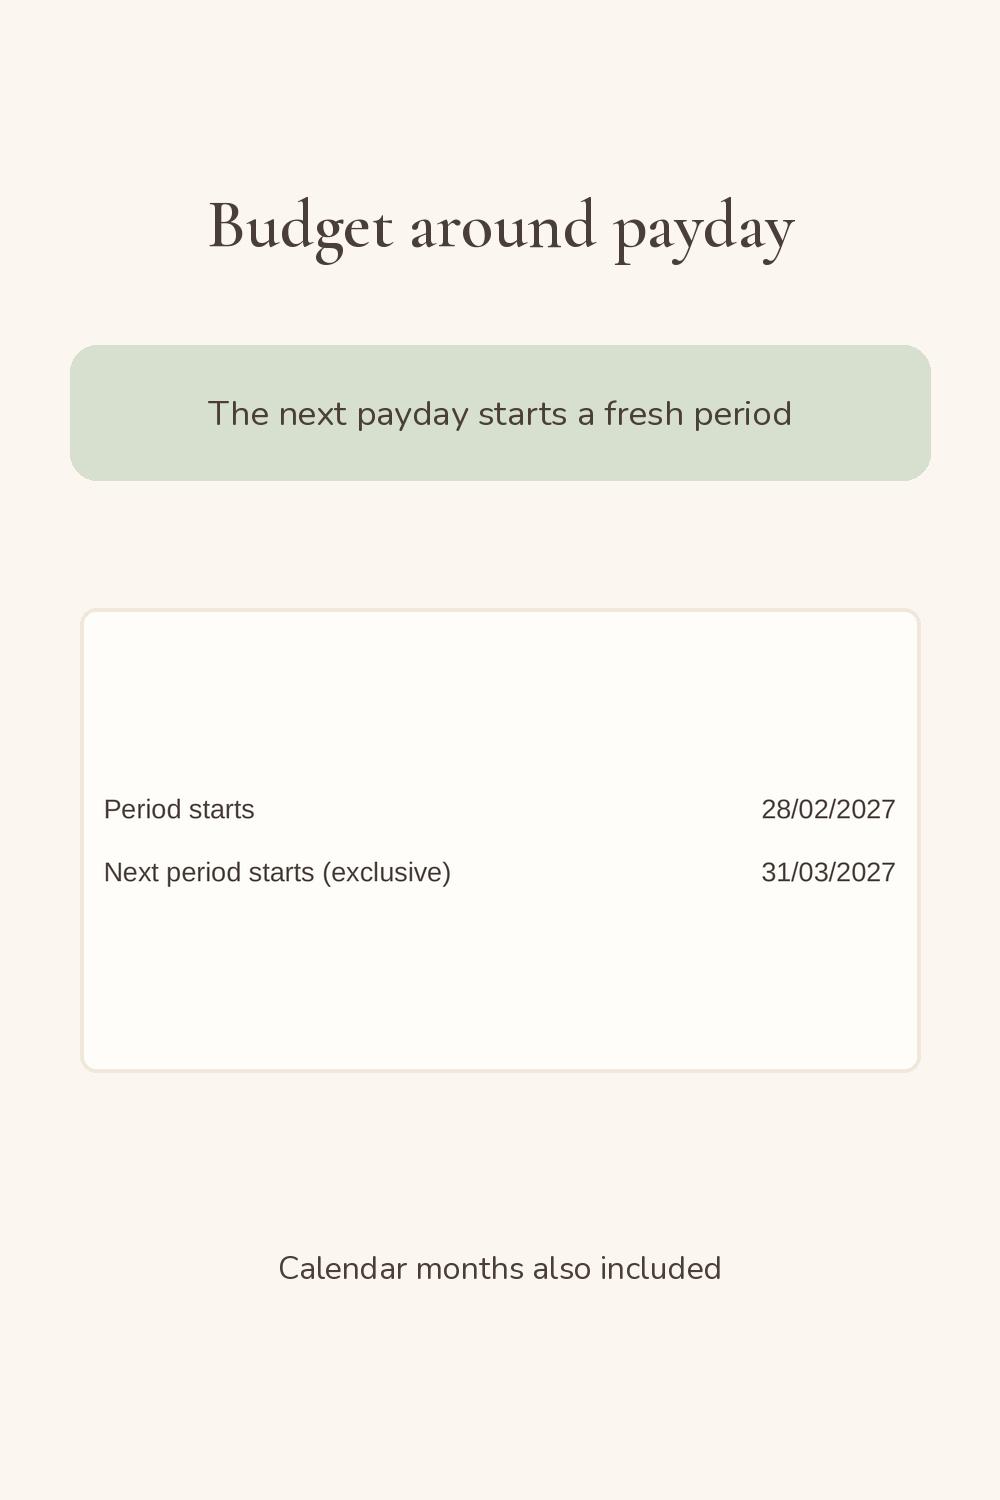 Budget around payday
The next payday starts a fresh period
Period starts 28/02/2027
Next period starts (exclusive) 31/03/2027
Calendar months also included